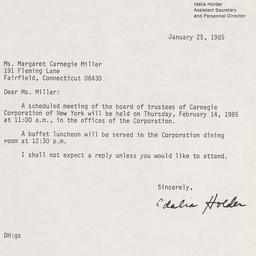 Idalia Holder
Assistant Secretary
and Personnel Director
January 25, 1985
Ms. Margaret Carnegie Miller
191 Fleming Lane
Fairfield, Connecticut 06430
Dear Ms. Miller:
A scheduled meeting of the board of trustees of Carnegie
Corporation of New York will be held on Thursday, February 14, 1985
at 11:00 a.m., in the offices of the Corporation.
A buffet luncheon will be served in the Corporation dining
room at 12:30 p.m.
I shall not expect a reply unless you would like to attend.
Sincerely,
Idalia Holder
DH:gs